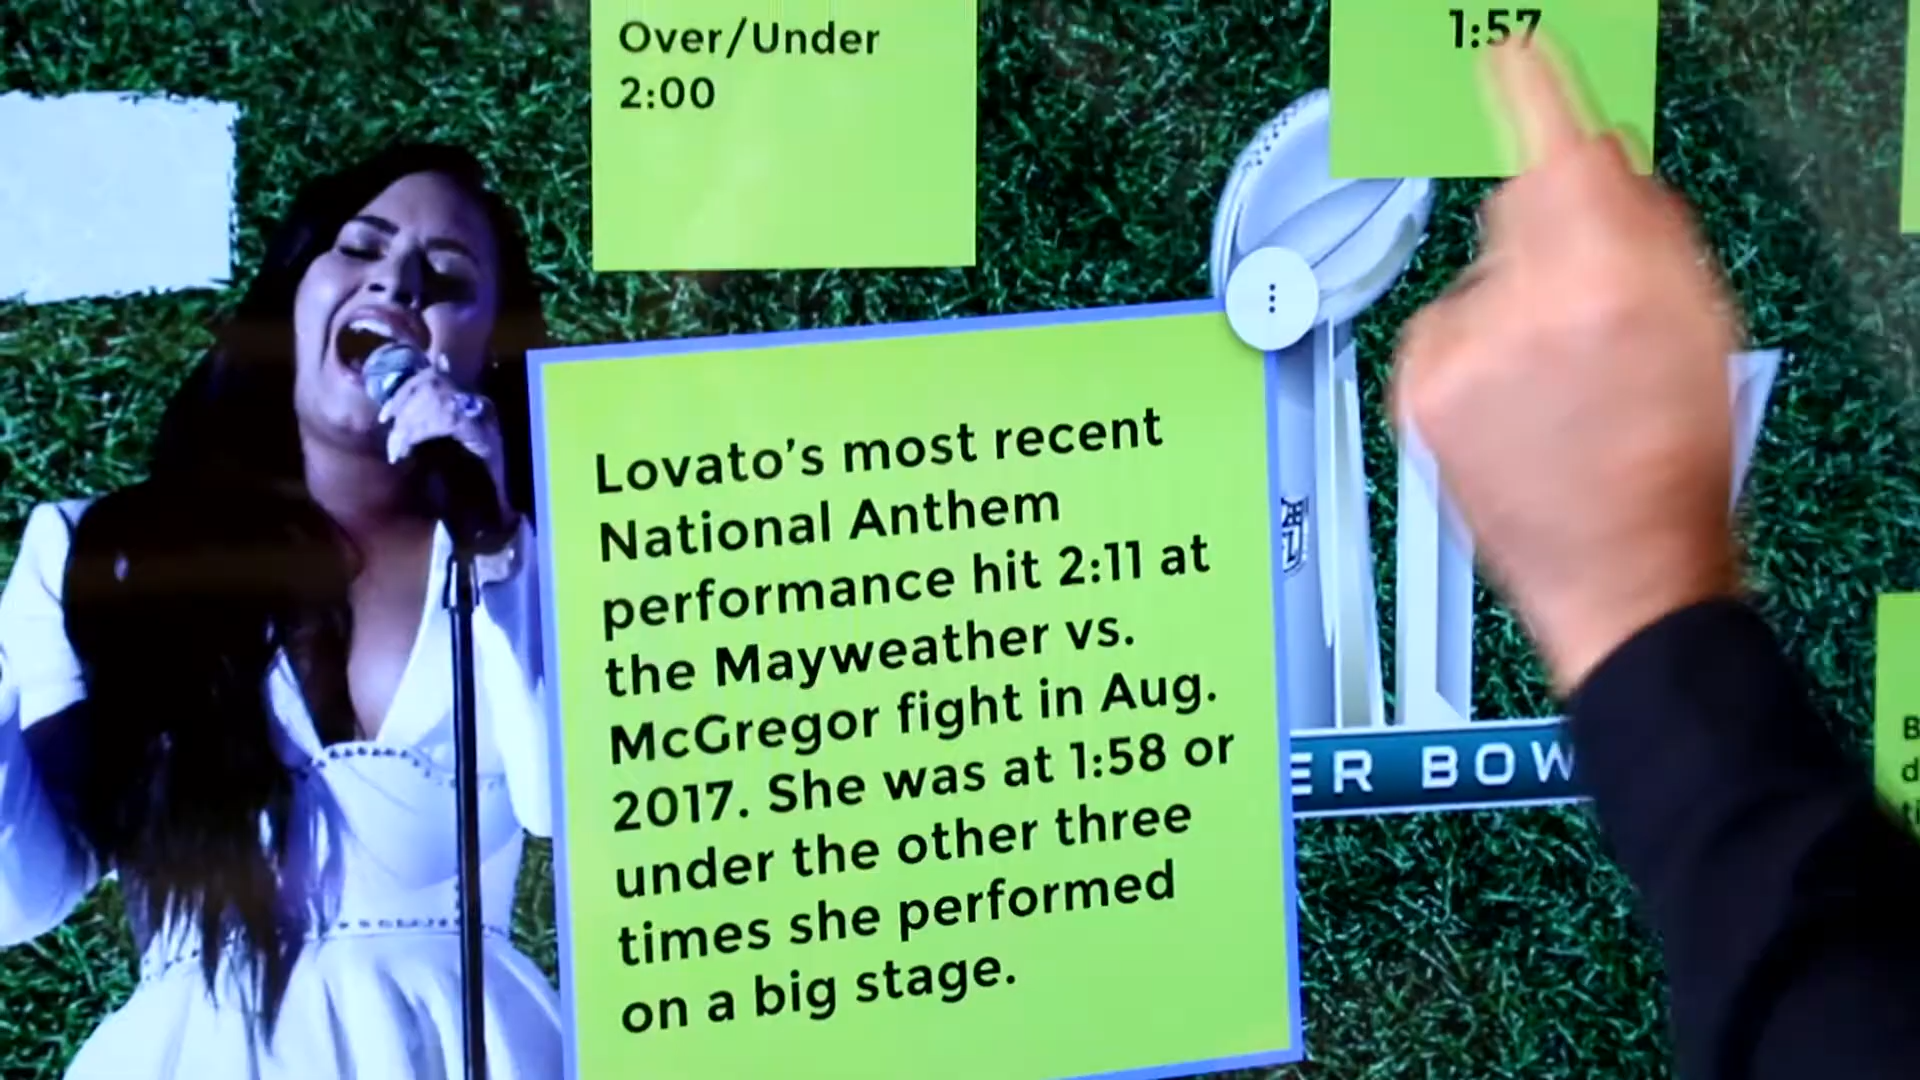 Over/Under
2:00
1:57
Lovato's most recent
National Anthem
performance hit 2:11 at
the Mayweather vs.
McGregor fight in Aug.
2017. She was at 1:58 or
under the other three
times she performed
on a big stage.
NFL
ER BOW
B
d